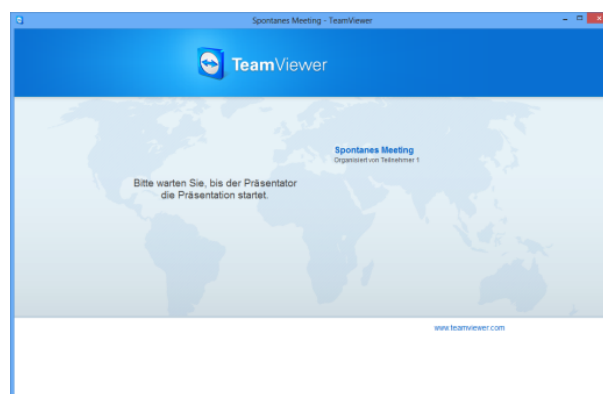 Spontanes Meeting - TeamViewer
TeamViewer
Spontanes Meeting
Organisiert von Teilnehmer 1
Bitte warten Sie, bis der Präsentator
die Präsentation startet.
www.teamviewer.com